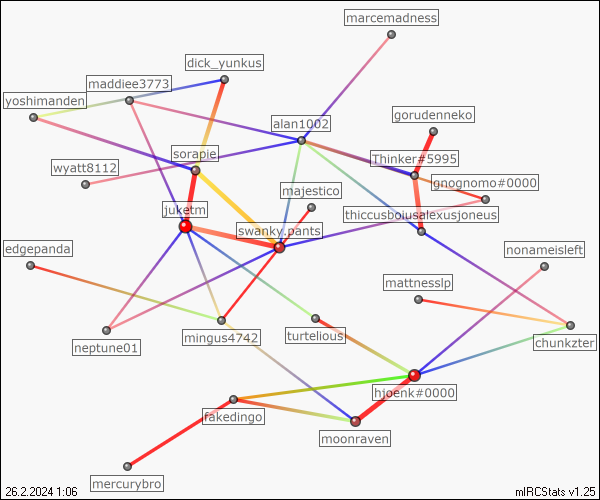 marcemadness
dick_yunkus
maddiee3773
yoshimanden
gorudenneko
alan1002
sorapie
Thinker#5995
wyatt8112
gnognomo#0000
majestico
juketm
thiccusboiusalexusjoneus
swanky.pants
edgepanda
nonameisleft
mattnesslp
mingus4742
turtelious
neptune01
chunkzter
hjoenk#0000
fakedingo
moonraven
mercurybro
26.2.2024 1:06
mIRCStats v1.25